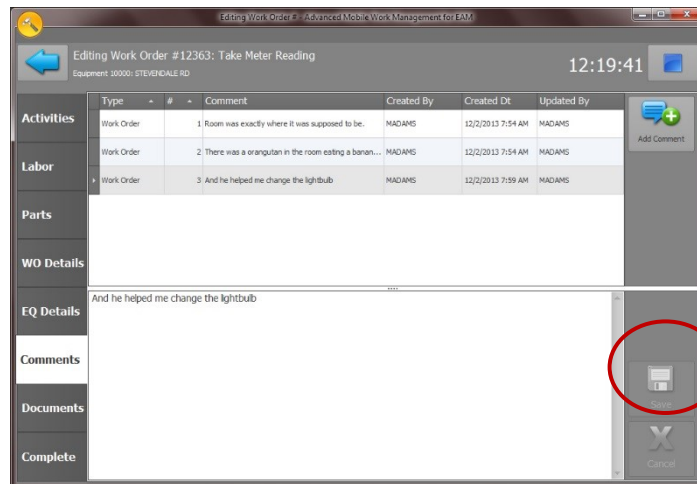 Editing Work Order # - Advanced Mobile Work Management for EAM
Editing Work Order #12363: Take Meter Reading
Equipment 10000: STEVENDALE RD
12:19:41
Activities
Labor
Parts
WO Details
EQ Details
Comments
Documents
Complete
Type # Comment Created By Created Dt Updated By
Work Order 1 Room was exactly where it was supposed to be. MADAMS 12/2/2013 7:54 AM MADAMS
Work Order 2 There was a orangutan in the room eating a banan... MADAMS 12/2/2013 7:54 AM MADAMS
Work Order 3 And he helped me change the lightbulb MADAMS 12/2/2013 7:59 AM MADAMS
And he helped me change the lightbulb
Add Comment
Save
Cancel